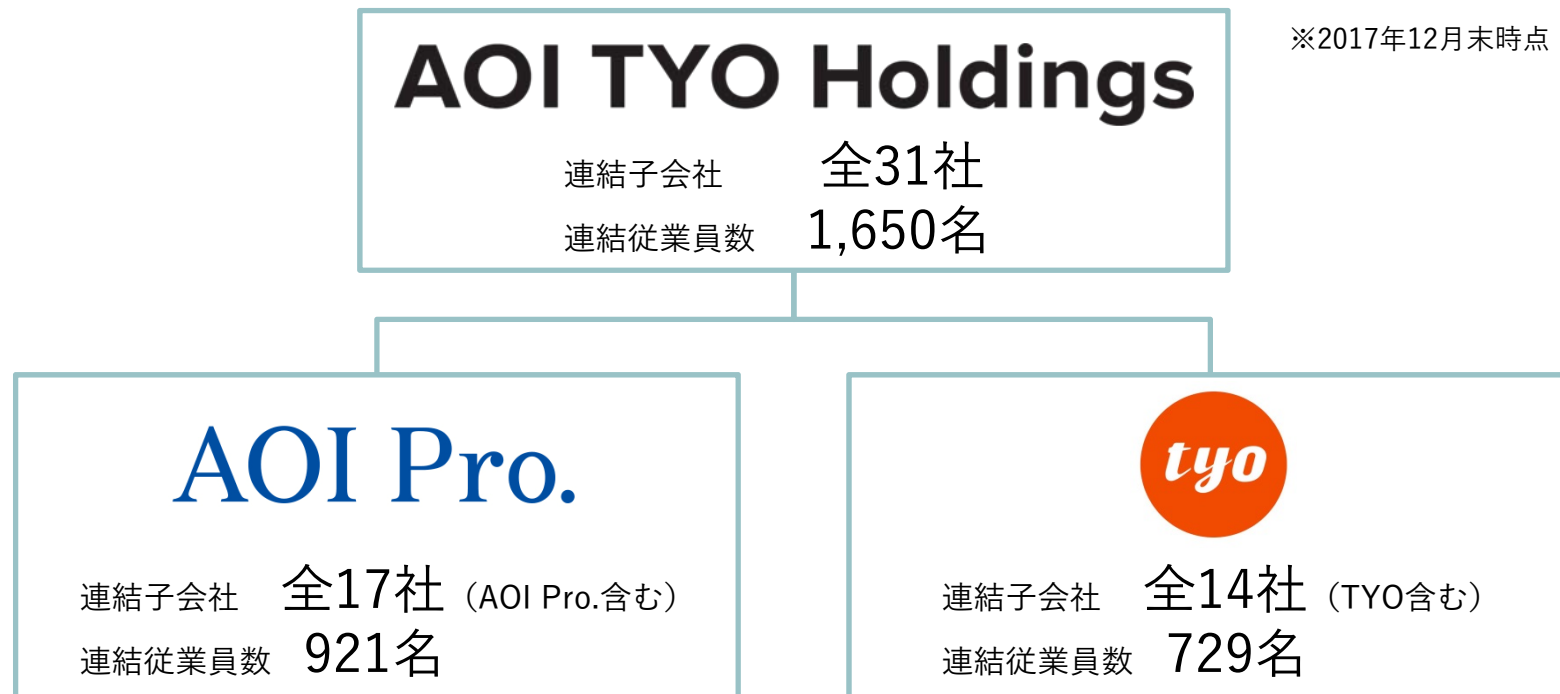 ※2017年12月末時点
AOI TYO Holdings
連結子会社 全31社
連結従業員数 1,650名
AOI Pro.
連結子会社 全17社（AOI Pro.含む）
連結従業員数 921名
tyo
連結子会社 全14社（TYO含む）
連結従業員数 729名